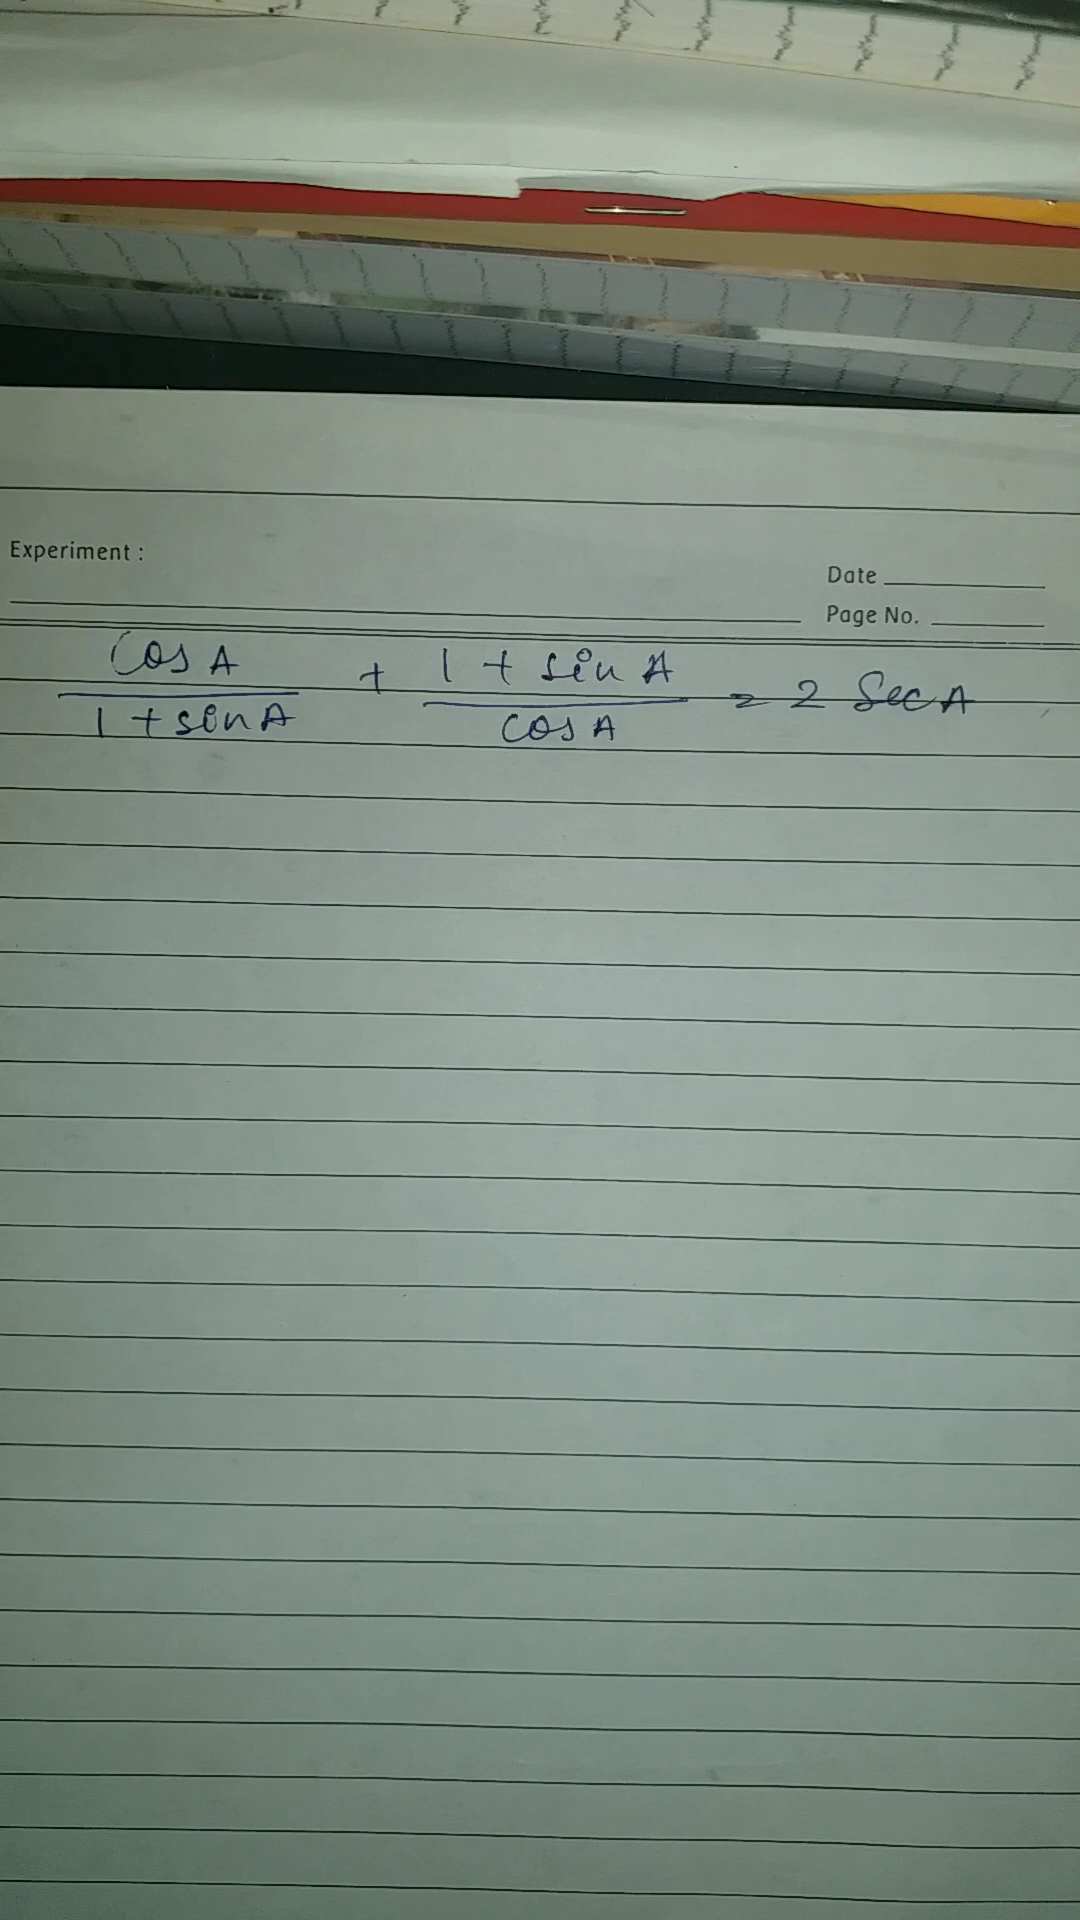 Experiment :
Date
Page No.
cos A / 1 + sin A + 1 + sin A / cos A = 2 Sec A